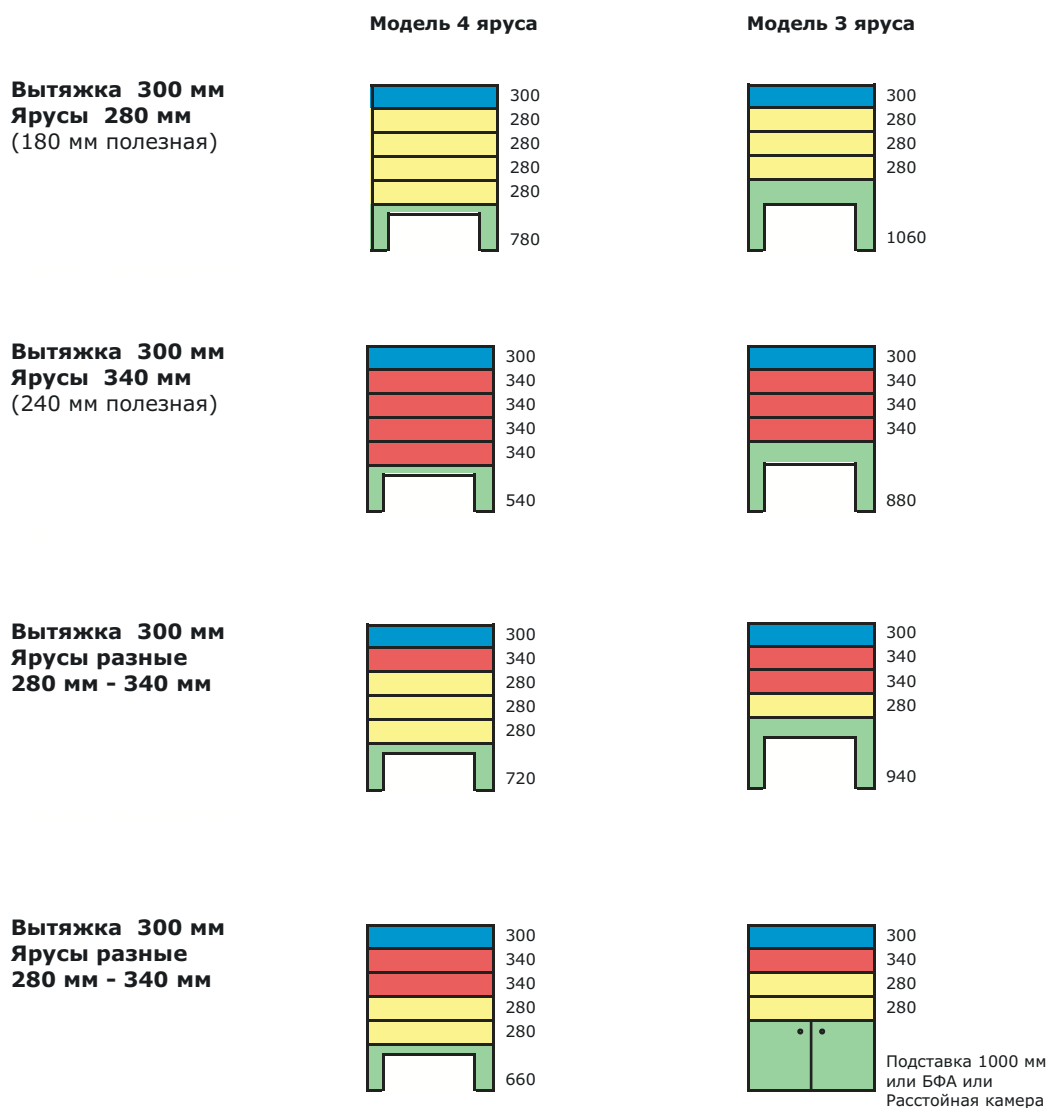 Модель 4 яруса
Модель 3 яруса
Вытяжка 300 мм
Ярусы 280 мм
(180 мм полезная)
300
280
280
280
280
780
300
280
280
280
1060
Вытяжка 300 мм
Ярусы 340 мм
(240 мм полезная)
300
340
340
340
340
540
300
340
340
340
880
Вытяжка 300 мм
Ярусы разные
280 мм - 340 мм
300
340
280
280
280
720
300
340
340
280
940
Вытяжка 300 мм
Ярусы разные
280 мм - 340 мм
300
340
340
280
280
660
300
340
280
280
Подставка 1000 мм
или БФА или
Расстойная камера